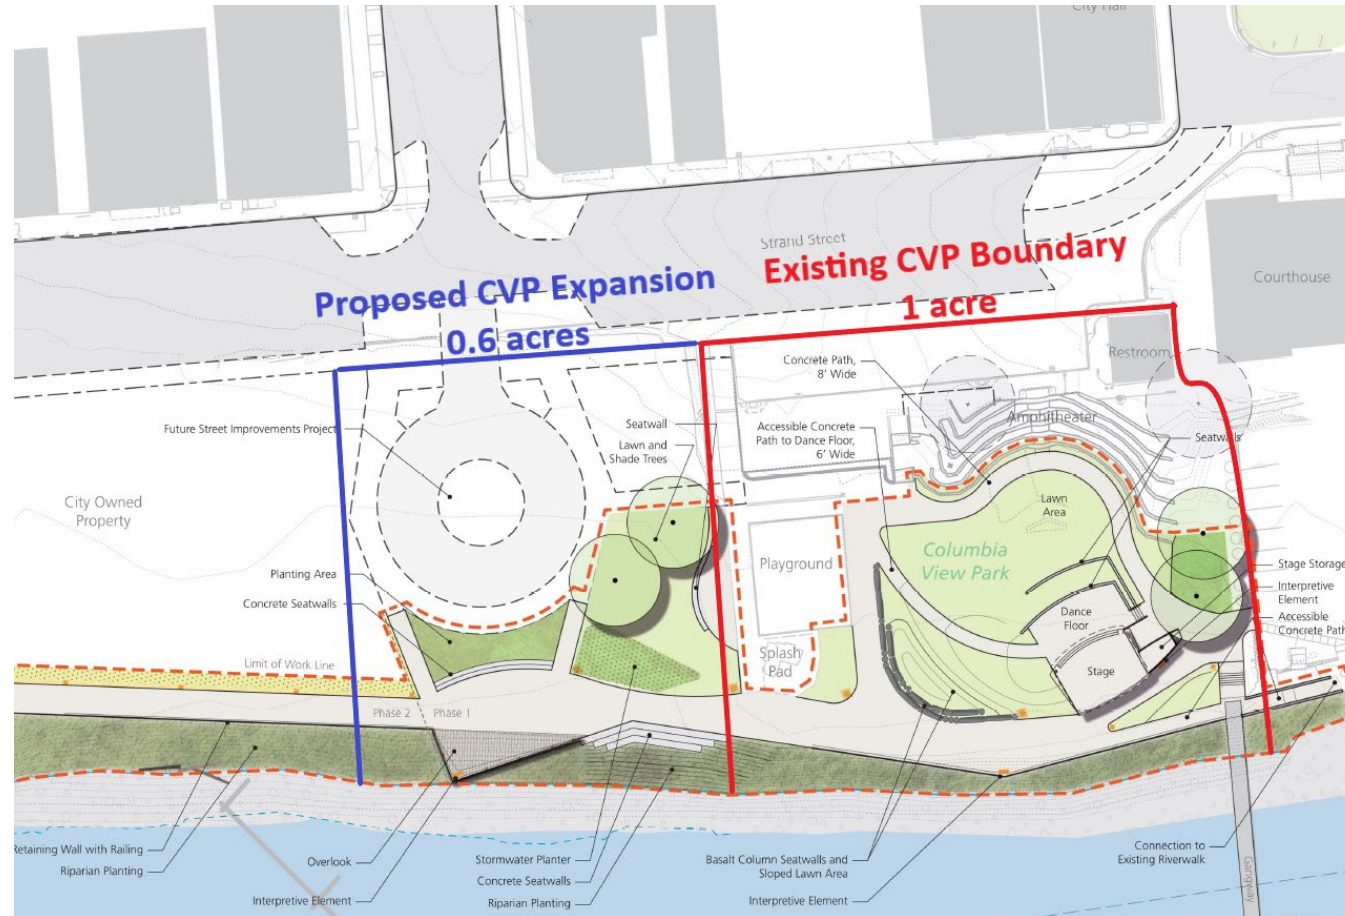 City Hall
Strand Street
Existing CVP Boundary
1 acre
Proposed CVP Expansion
0.6 acres
Courthouse
Restroom
Concrete Path,
8' Wide
Amphitheater
Accessible Concrete
Path to Dance Floor,
6' Wide
Seatwall
Lawn and
Shade Trees
Future Street Improvements Project
Seatwalls
City Owned
Property
Lawn
Area
Columbia
View Park
Playground
Planting Area
Concrete Seatwalls
Stage Storage
Interpretive
Element
Accessible
Concrete Path
Dance
Floor
Stage
Splash
Pad
Limit of Work Line
Phase 2
Phase 1
Retaining Wall with Railing
Riparian Planting
Overlook
Interpretive Element
Stormwater Planter
Concrete Seatwalls
Riparian Planting
Basalt Column Seatwalls and
Sloped Lawn Area
Interpretive Element
Connection to
Existing Riverwalk
Gangway